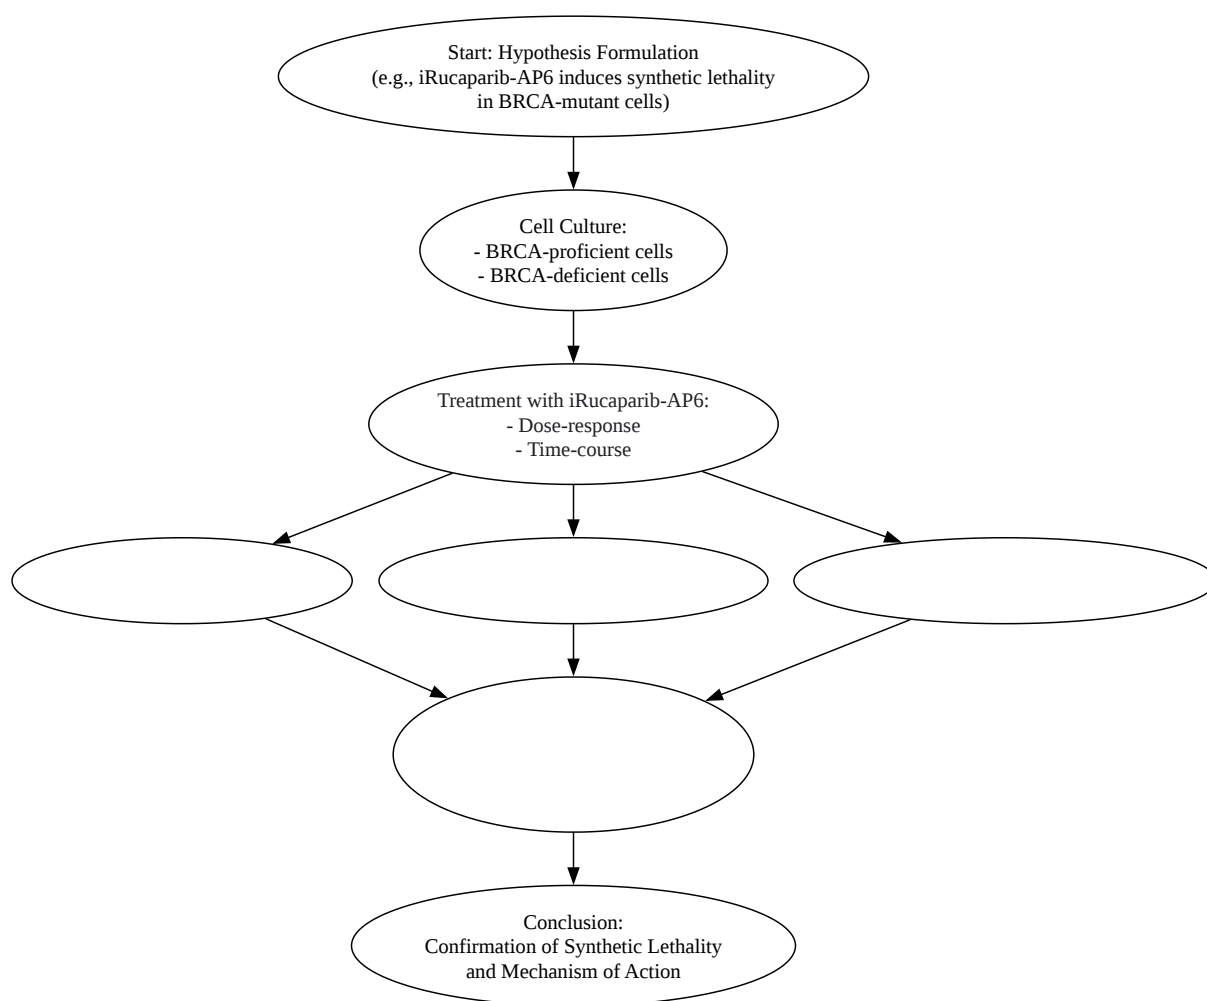 Start: Hypothesis Formulation
(e.g., iRucaparib-AP6 induces synthetic lethality
in BRCA-mutant cells)
Cell Culture:
- BRCA-proficient cells
- BRCA-deficient cells
Treatment with iRucaparib-AP6:
- Dose-response
- Time-course
Conclusion:
Confirmation of Synthetic Lethality
and Mechanism of Action